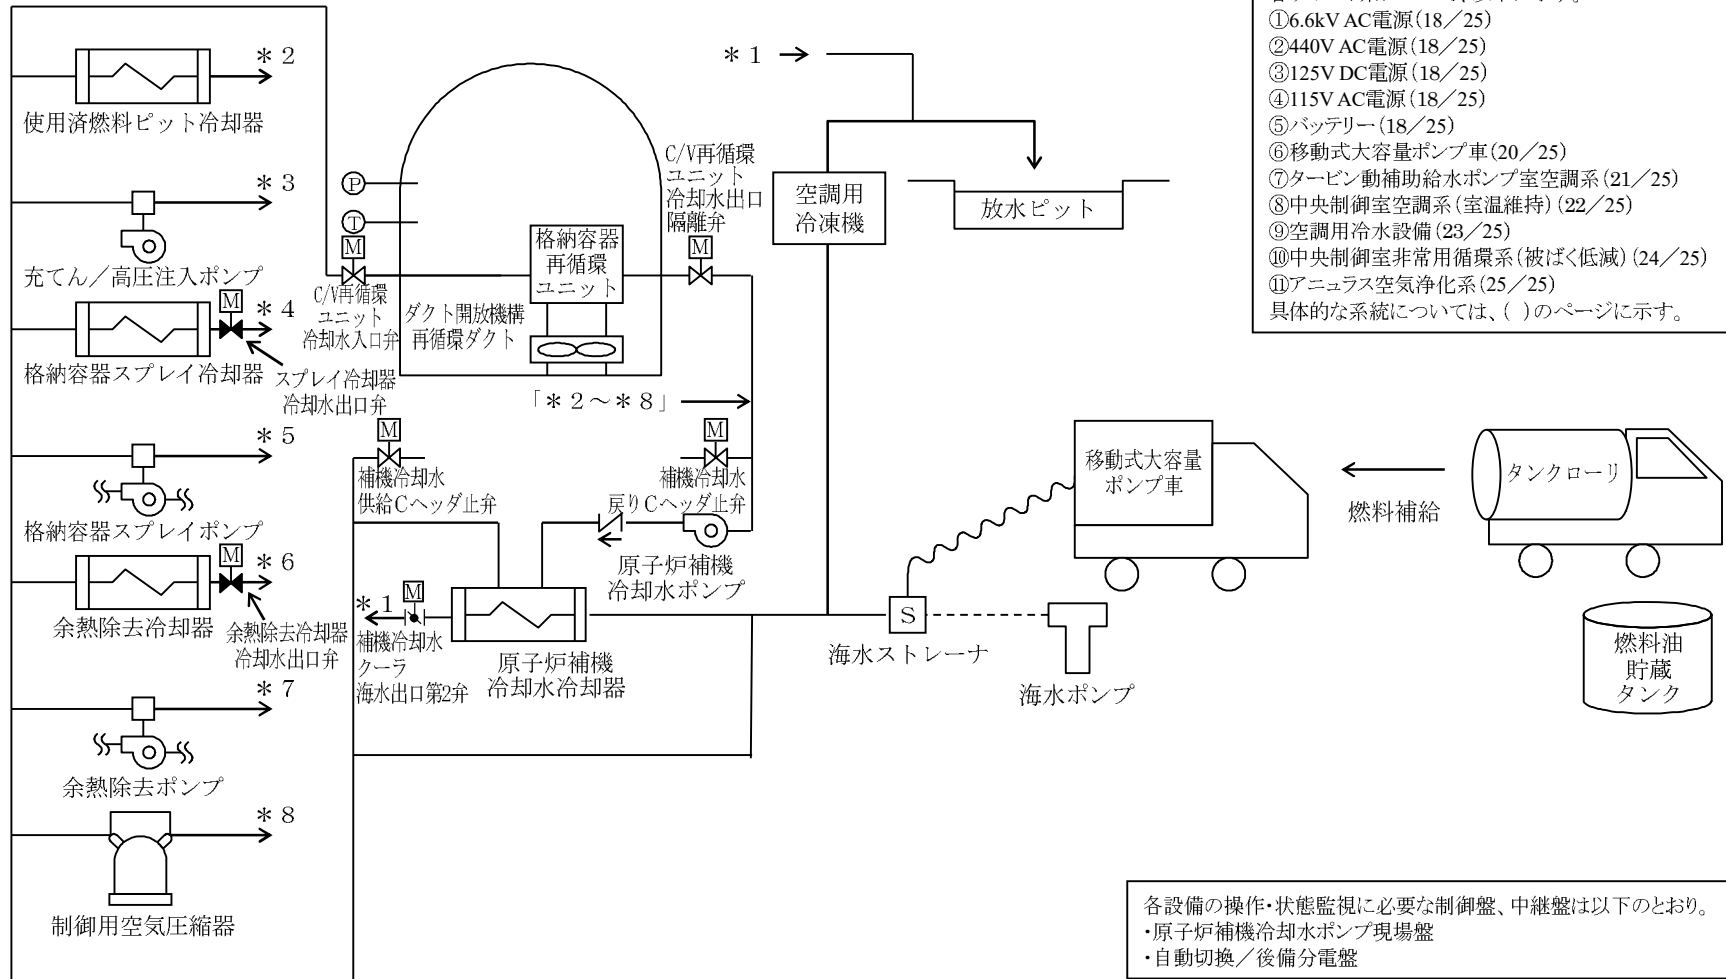 ①6.6kV AC電源(18／25)
②440V AC電源(18／25)
③125V DC電源(18／25)
④115V AC電源(18／25)
⑤バッテリー(18／25)
⑥移動式大容量ポンプ車(20／25)
⑦タービン動補助給水ポンプ室空調系(21／25)
⑧中央制御室空調系(室温維持)(22／25)
⑨空調用冷水設備(23／25)
⑩中央制御室非常用循環系(被ばく低減)(24／25)
⑪アニュラス空気浄化系(25／25)
具体的な系統については、( )のページに示す。
＊2
使用済燃料ピット冷却器
＊3
充てん／高圧注入ポンプ
M
＊4
格納容器スプレイ冷却器
スプレイ冷却器
冷却水出口弁
＊5
格納容器スプレイポンプ
M
＊6
余熱除去冷却器
余熱除去冷却器
冷却水出口弁
＊7
余熱除去ポンプ
＊8
制御用空気圧縮器
P
T
M
C/V再循環
ユニット
冷却水入口弁
ダクト開放機構
再循環ダクト
格納容器
再循環
ユニット
C/V再循環
ユニット
冷却水出口
隔離弁
M
「＊2～＊8」
M
補機冷却水
供給Cヘッダ止弁
M
補機冷却水
戻りCヘッダ止弁
原子炉補機
冷却水ポンプ
＊1
M
補機冷却水
クーラ
海水出口第2弁
原子炉補機
冷却水冷却器
＊1
空調用
冷凍機
放水ピット
S
海水ストレーナ
海水ポンプ
移動式大容量
ポンプ車
燃料補給
タンクローリ
燃料油
貯蔵
タンク
各設備の操作・状態監視に必要な制御盤、中継盤は以下のとおり。
・原子炉補機冷却水ポンプ現場盤
・自動切換／後備分電盤